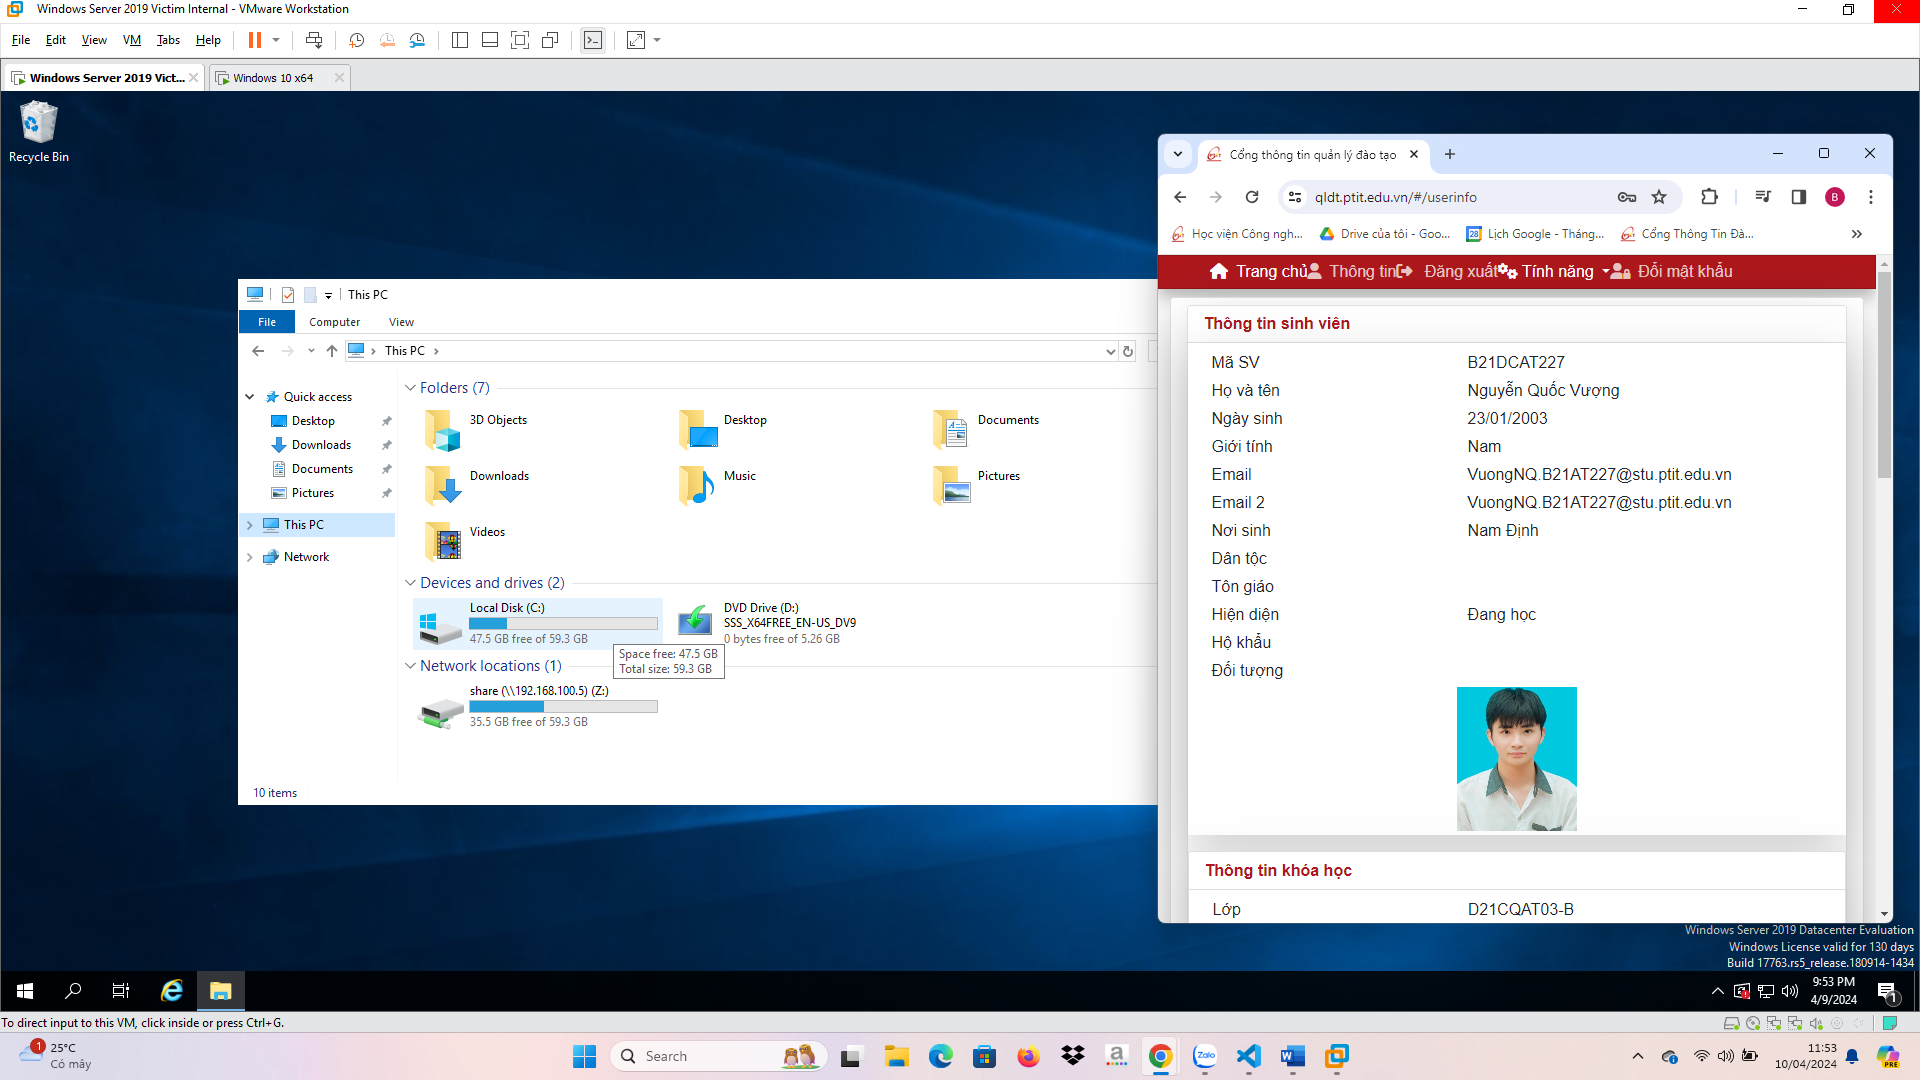 Windows Server 2019 Victim Internal - VMware Workstation
File Edit View VM Tabs Help
Windows Server 2019 Vict...
Windows 10 x64
Recycle Bin
This PC
File Computer View
This PC
Quick access
Desktop
Downloads
Documents
Pictures
This PC
Network
Folders (7)
3D Objects
Desktop
Documents
Downloads
Music
Pictures
Videos
Devices and drives (2)
Local Disk (C:)
47.5 GB free of 59.3 GB
DVD Drive (D:)
SSS_X64FREE_EN-US_DV9
0 bytes free of 5.26 GB
Space free: 47.5 GB
Total size: 59.3 GB
Network locations (1)
share (\\192.168.100.5) (Z:)
35.5 GB free of 59.3 GB
10 items
Cổng thông tin quản lý đào tạo
qldt.ptit.edu.vn/#/userinfo
B
Học viện Công ngh...
Drive của tôi - Goo...
28
Lịch Google - Tháng...
Cổng Thông Tin Đà...
Trang chủ Thông tin Đăng xuất Tính năng Đổi mật khẩu
Thông tin sinh viên
Mã SV B21DCAT227
Họ và tên Nguyễn Quốc Vượng
Ngày sinh 23/01/2003
Giới tính Nam
Email VuongNQ.B21AT227@stu.ptit.edu.vn
Email 2 VuongNQ.B21AT227@stu.ptit.edu.vn
Nơi sinh Nam Định
Dân tộc
Tôn giáo
Hiện diện Đang học
Hộ khẩu
Đối tượng
Thông tin khóa học
Lớp D21CQAT03-B
Windows Server 2019 Datacenter Evaluation
Windows License valid for 130 days
Build 17763.rs5_release.180914-1434
9:53 PM
4/9/2024
1
To direct input to this VM, click inside or press Ctrl+G.
1
25°C
Có mây
Search
a
Zalo
W
11:53
10/04/2024
PRE